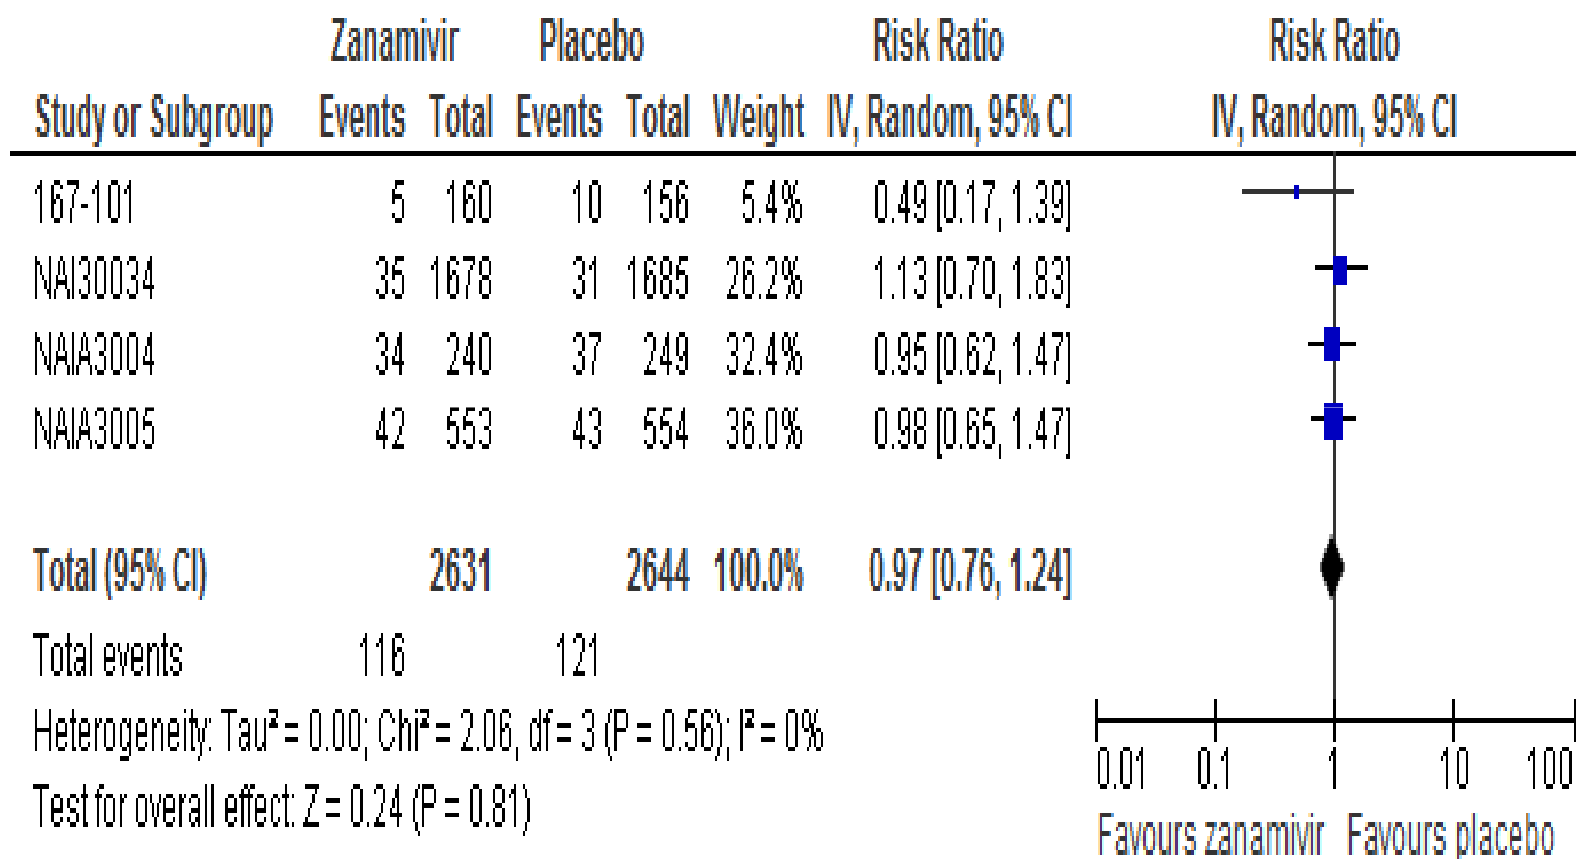 Zanamivir Placebo Risk Ratio Risk Ratio
Study or Subgroup Events Total Events Total Weight IV, Random, 95% CI IV, Random, 95% CI
167-101 5 160 10 156 5.4% 0.49 [0.17, 1.39]
NAI30034 35 1678 31 1685 26.2% 1.13 [0.70, 1.83]
NAIA3004 34 240 37 249 32.4% 0.95 [0.62, 1.47]
NAIA3005 42 553 43 554 36.0% 0.98 [0.65, 1.47]
Total (95% CI) 2631 2644 100.0% 0.97 [0.76, 1.24]
Total events 116 121
Heterogeneity: Tau² = 0.00; Chi² = 2.06, df = 3 (P = 0.56); I² = 0%
Test for overall effect: Z = 0.24 (P = 0.81)
0.01 0.1 1 10 100
Favours zanamivir Favours placebo